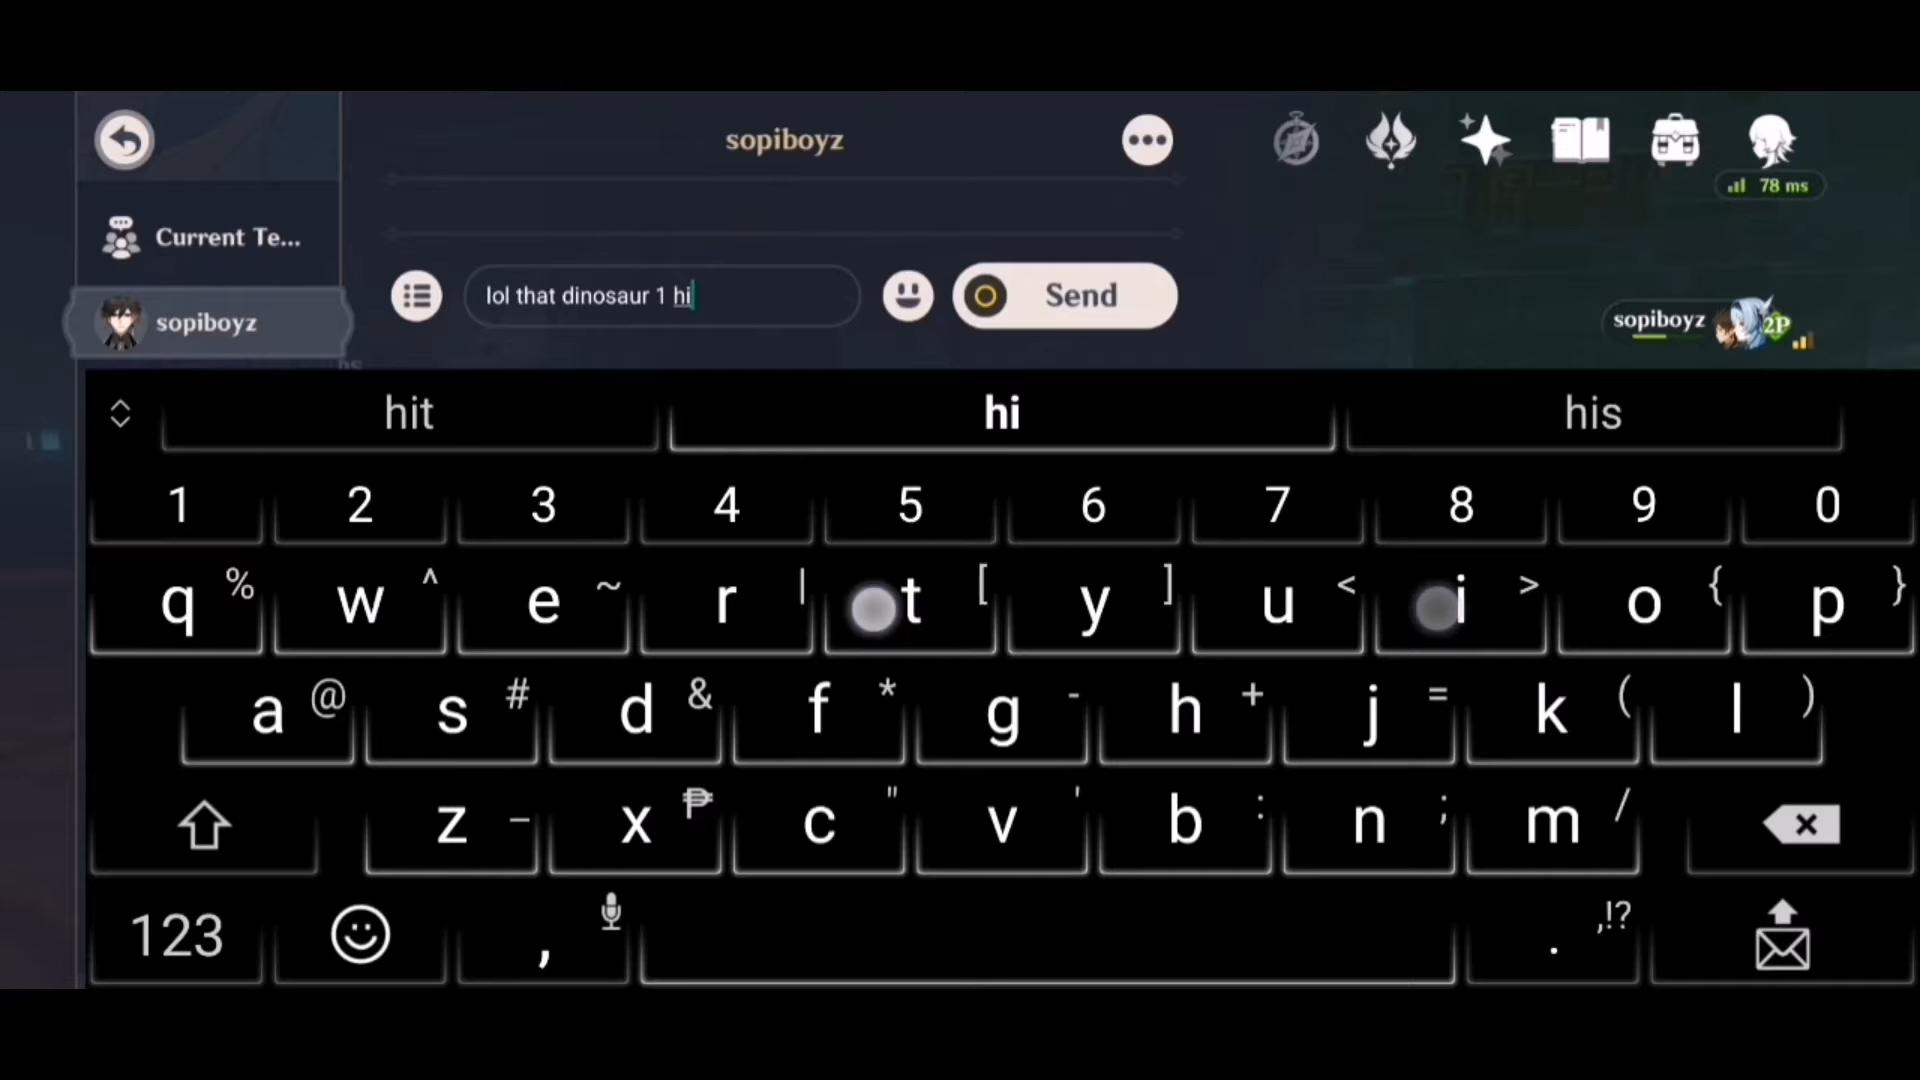 sopiboyz
78 ms
Current Te...
lol that dinosaur 1 hi
Send
sopiboyz
sopiboyz
2P
hit hi his
1 2 3 4 5 6 7 8 9 0
q % w ^ e ~ r | t [ y ] u < i > o { p }
a @ s # d & f * g - h + j = k ( l )
z _ x ₱ c " v ' b : n ; m /
123 , . ,!?